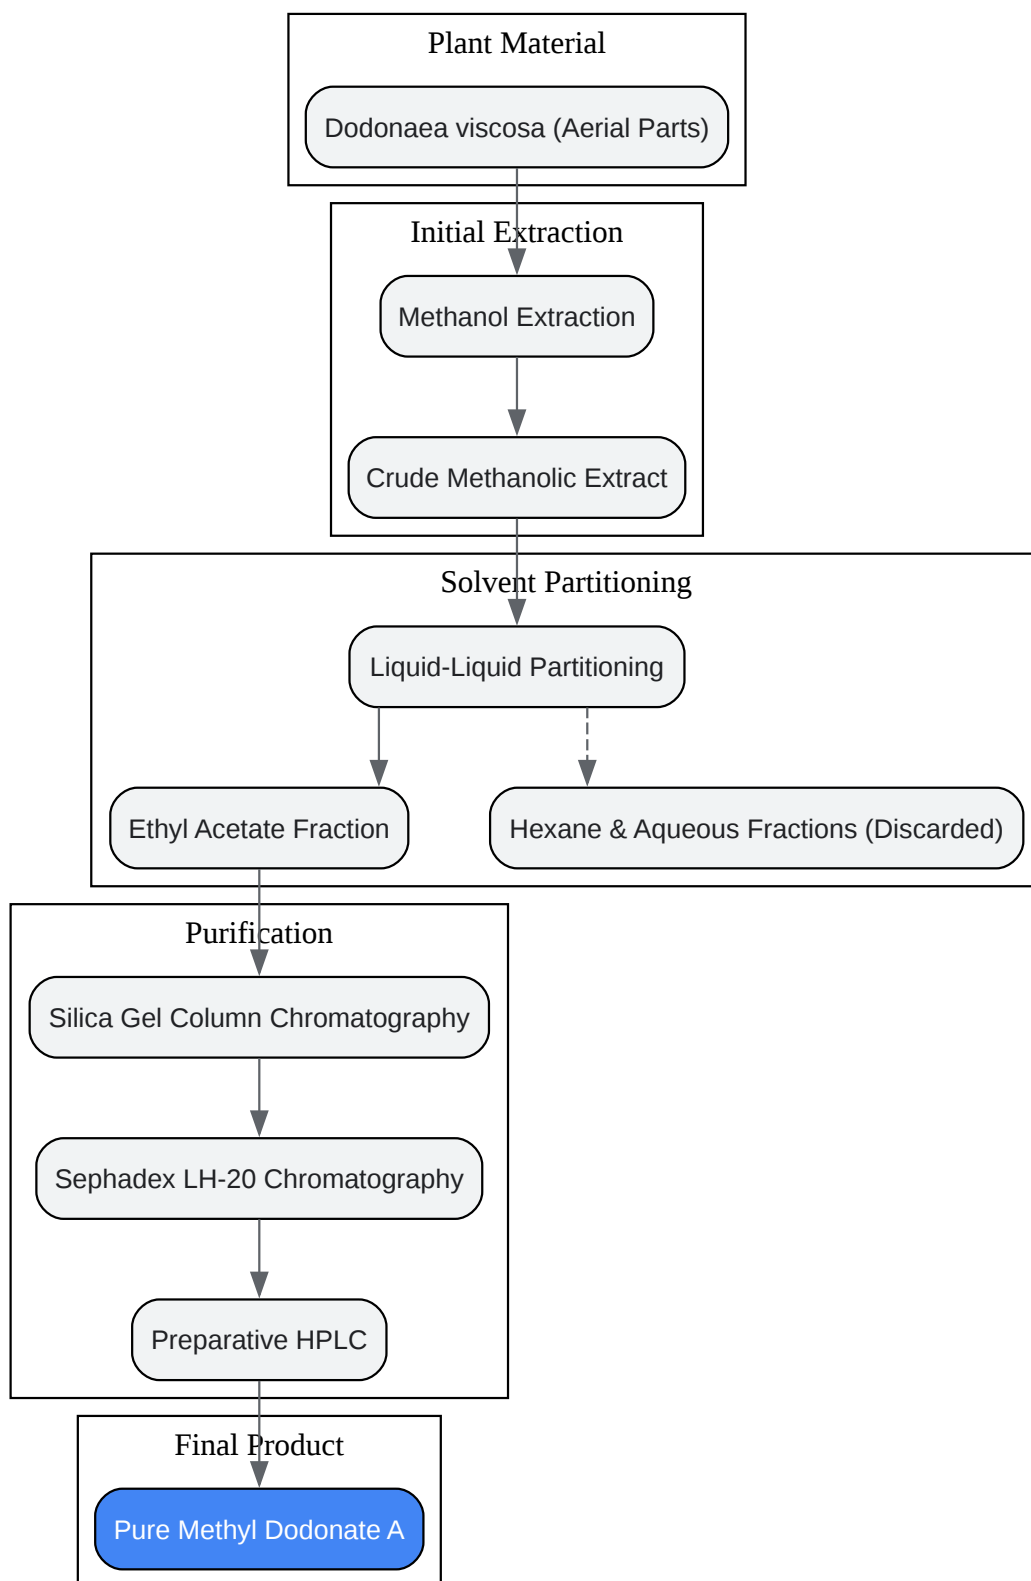 Plant Material
Dodonaea viscosa (Aerial Parts)
Initial Extraction
Methanol Extraction
Crude Methanolic Extract
Solvent Partitioning
Liquid-Liquid Partitioning
Ethyl Acetate Fraction
Hexane & Aqueous Fractions (Discarded)
Purification
Silica Gel Column Chromatography
Sephadex LH-20 Chromatography
Preparative HPLC
Final Product
Pure Methyl Dodonate A